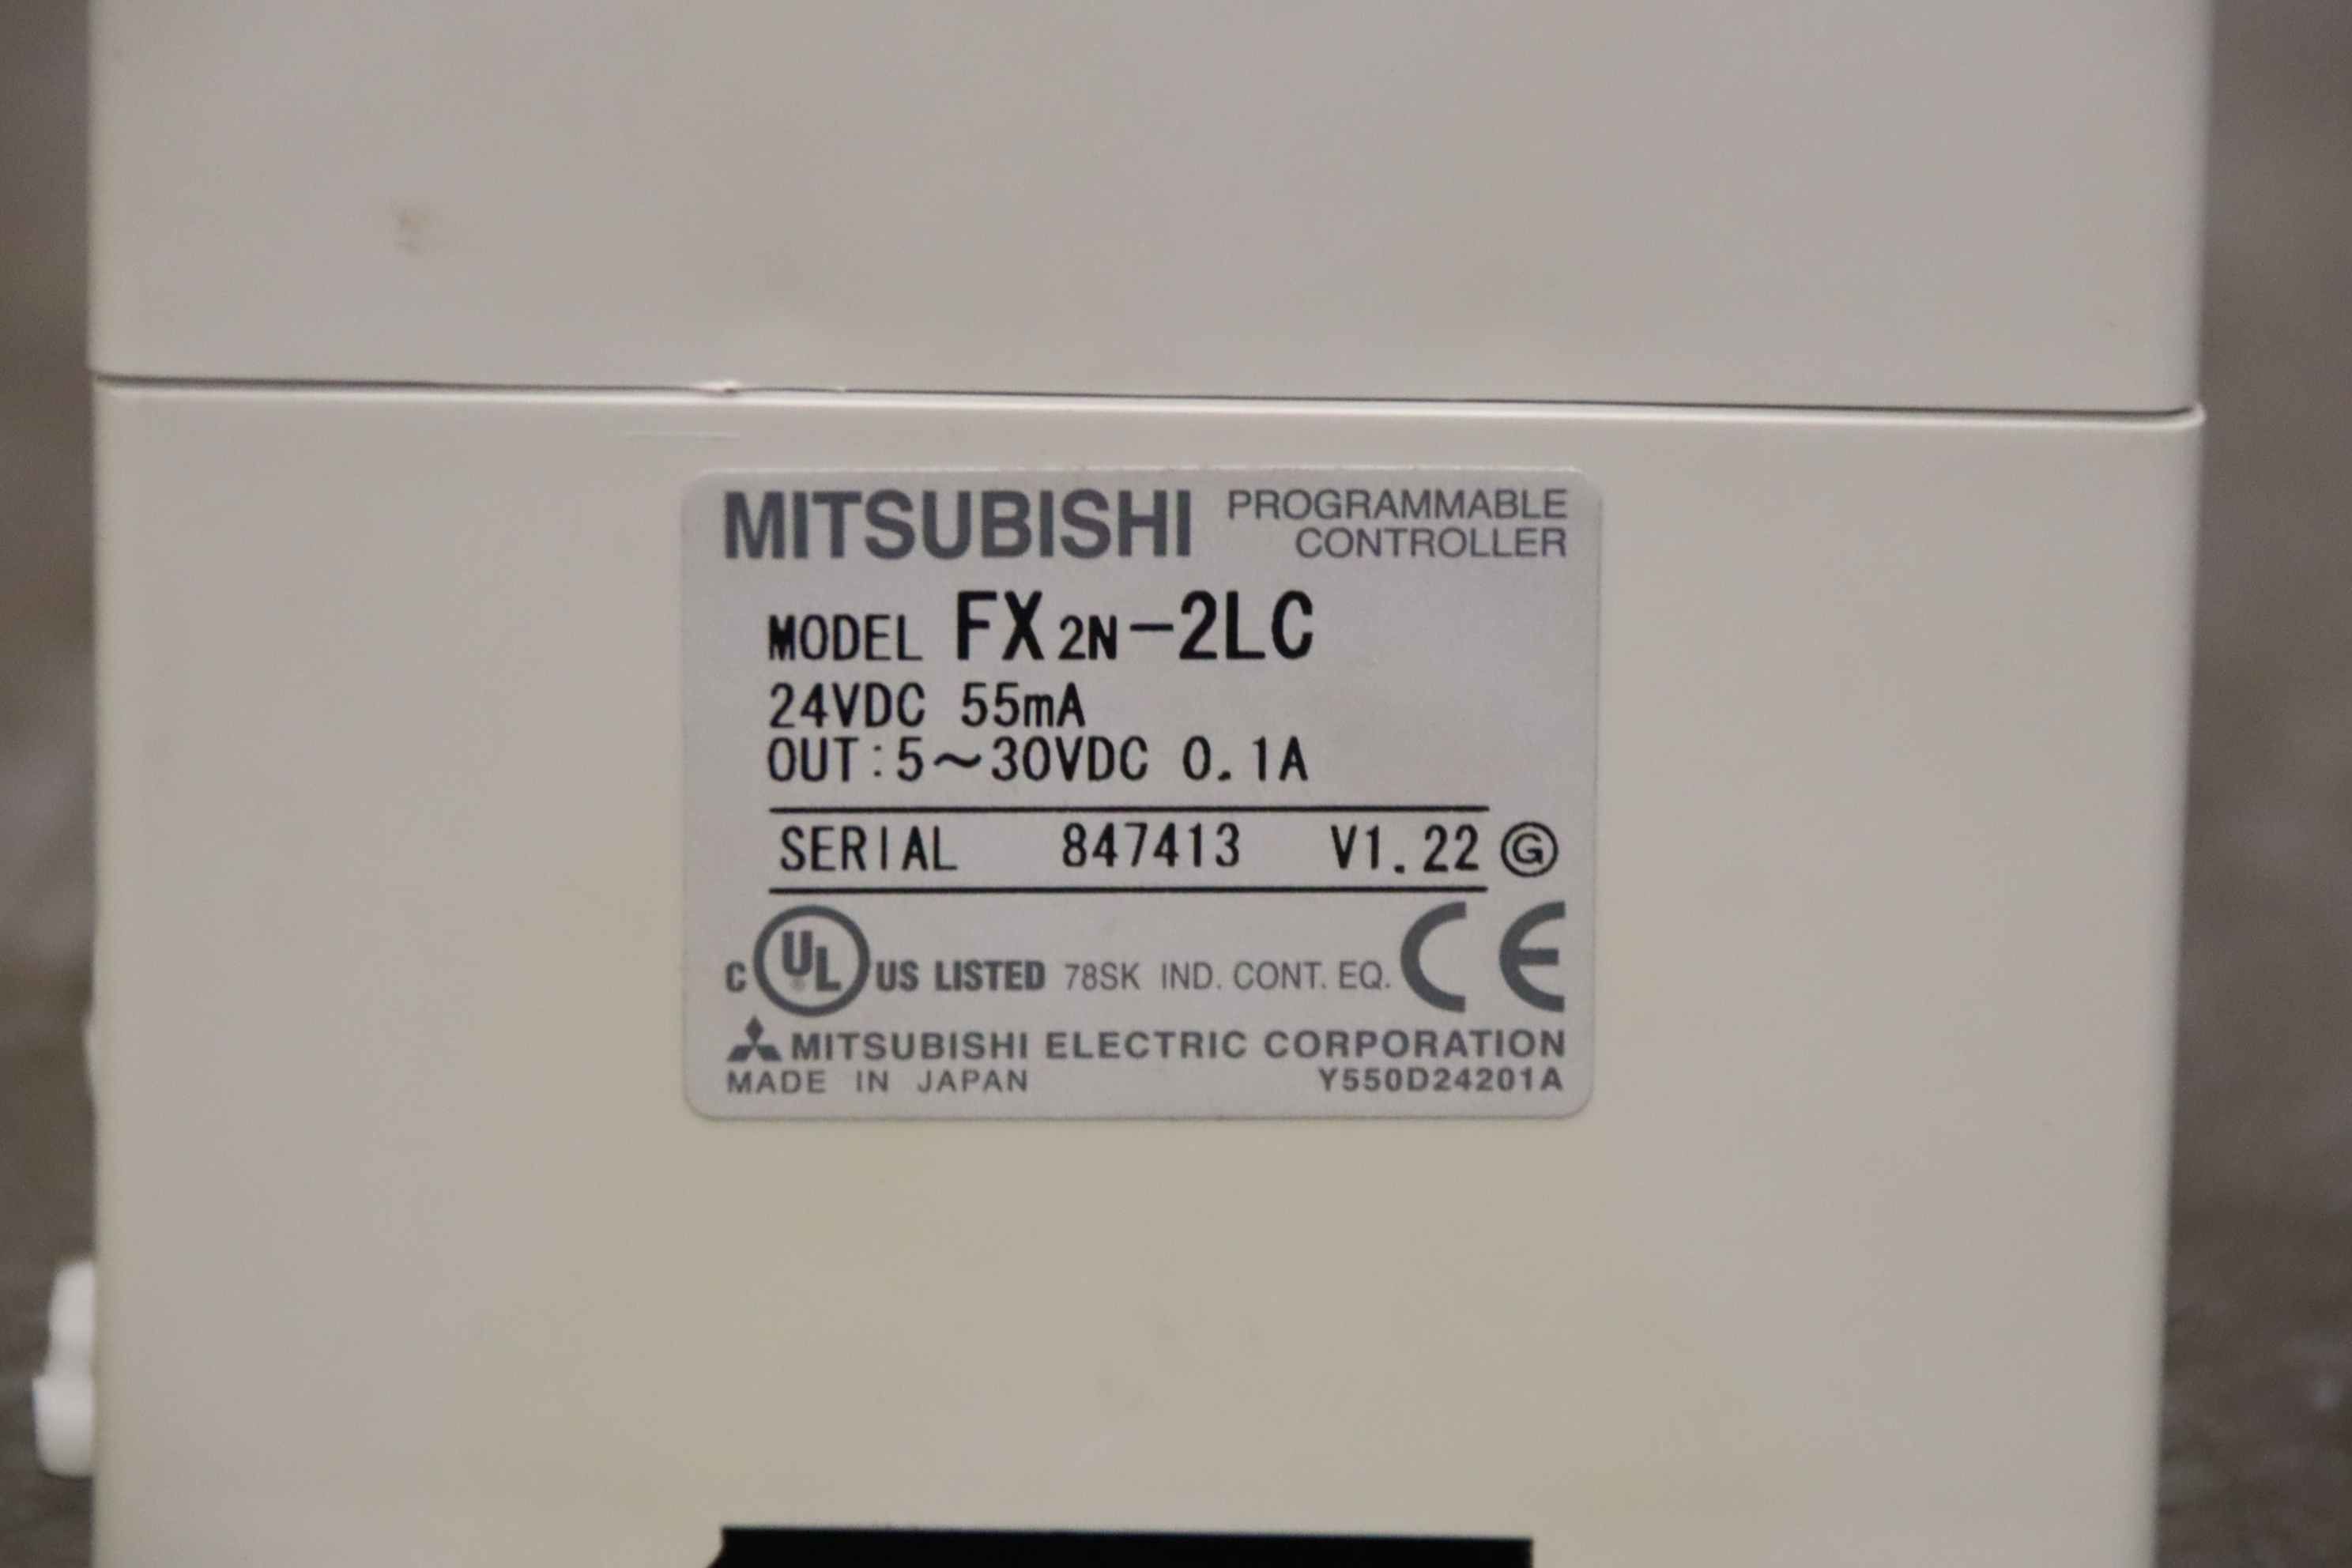 MITSUBISHI PROGRAMMABLE
CONTROLLER
MODEL FX2N-2LC
24VDC 55mA
OUT:5～30VDC 0.1A
SERIAL 847413 V1.22 Ⓖ
C UL® US LISTED 78SK IND. CONT. EQ. CE
MITSUBISHI ELECTRIC CORPORATION
MADE IN JAPAN Y550D24201A